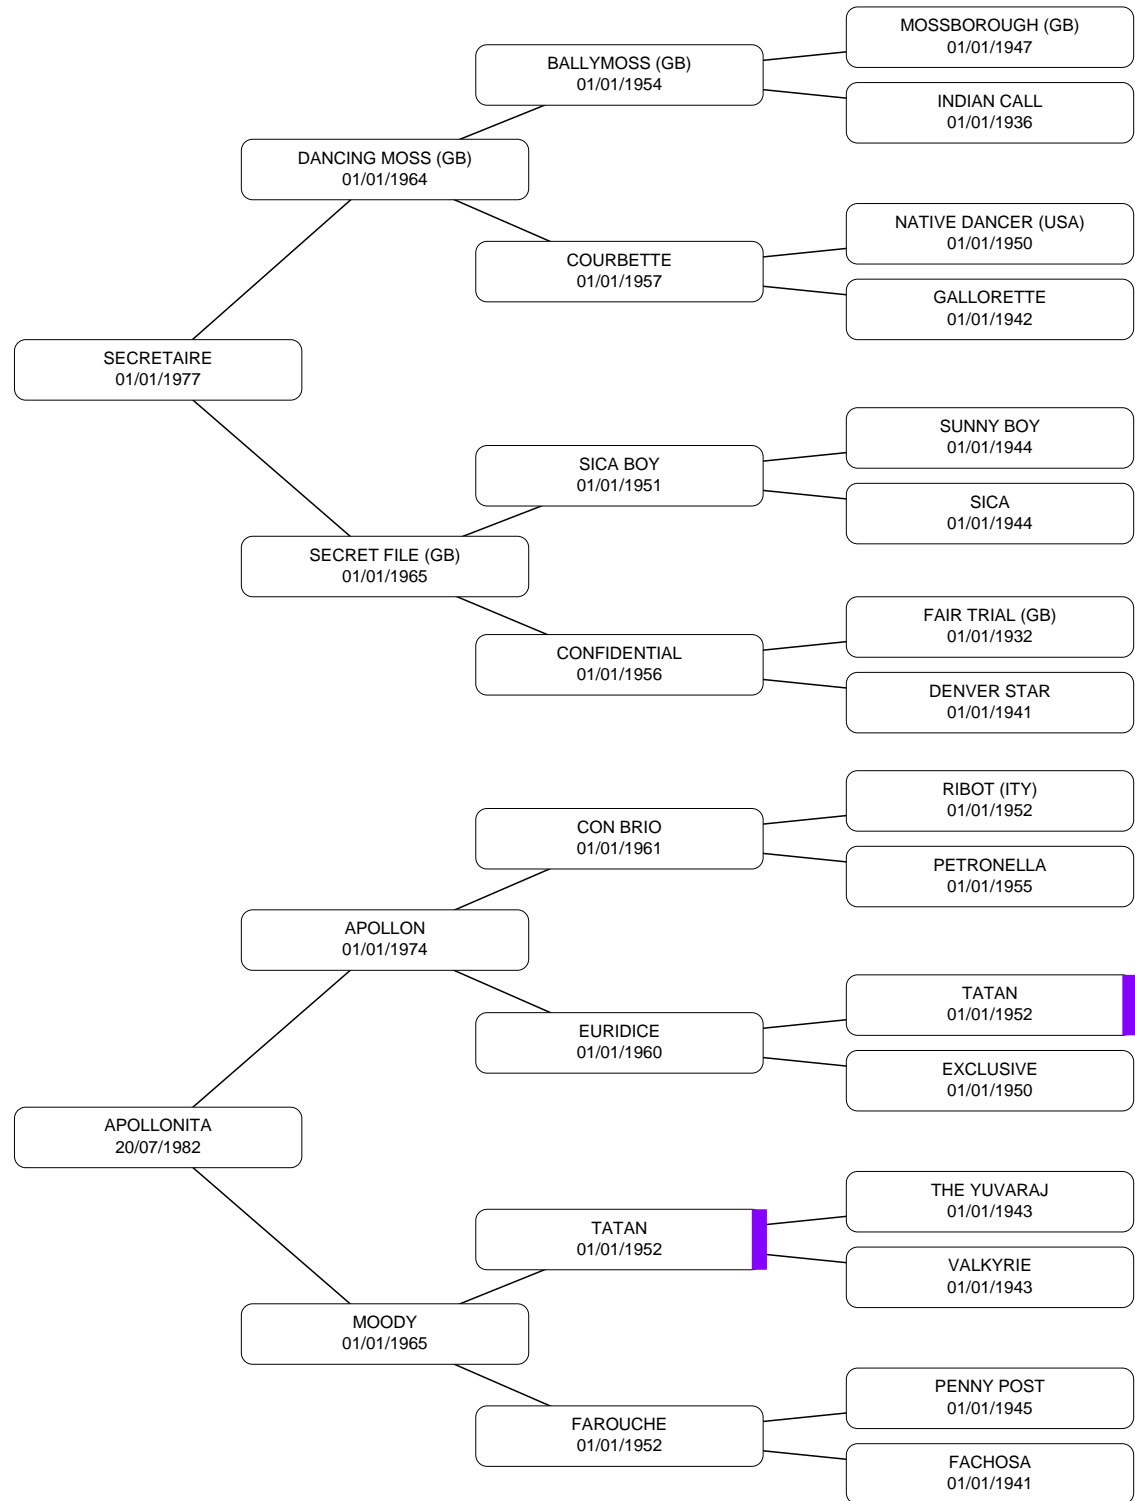 MOSSBOROUGH (GB)
01/01/1947
BALLYMOSS (GB)
01/01/1954
INDIAN CALL
01/01/1936
DANCING MOSS (GB)
01/01/1964
NATIVE DANCER (USA)
01/01/1950
COURBETTE
01/01/1957
GALLORETTE
01/01/1942
SECRETAIRE
01/01/1977
SUNNY BOY
01/01/1944
SICA BOY
01/01/1951
SICA
01/01/1944
SECRET FILE (GB)
01/01/1965
FAIR TRIAL (GB)
01/01/1932
CONFIDENTIAL
01/01/1956
DENVER STAR
01/01/1941
RIBOT (ITY)
01/01/1952
CON BRIO
01/01/1961
PETRONELLA
01/01/1955
APOLLON
01/01/1974
TATAN
01/01/1952
EURIDICE
01/01/1960
EXCLUSIVE
01/01/1950
APOLLONITA
20/07/1982
THE YUVARAJ
01/01/1943
TATAN
01/01/1952
VALKYRIE
01/01/1943
MOODY
01/01/1965
PENNY POST
01/01/1945
FAROUCHE
01/01/1952
FACHOSA
01/01/1941